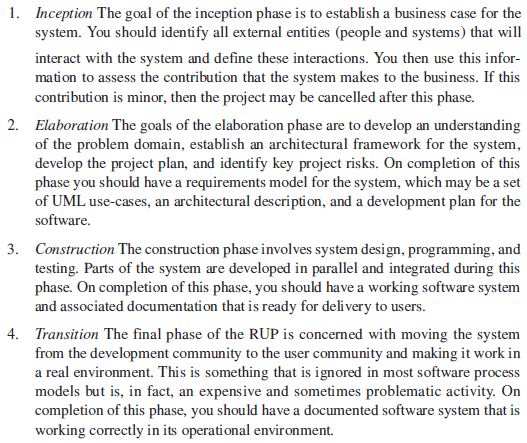 1. Inception The goal of the inception phase is to establish a business case for the
system. You should identify all external entities (people and systems) that will
interact with the system and define these interactions. You then use this infor-
mation to assess the contribution that the system makes to the business. If this
contribution is minor, then the project may be cancelled after this phase.
2. Elaboration The goals of the elaboration phase are to develop an understanding
of the problem domain, establish an architectural framework for the system,
develop the project plan, and identify key project risks. On completion of this
phase you should have a requirements model for the system, which may be a set
of UML use-cases, an architectural description, and a development plan for the
software.
3. Construction The construction phase involves system design, programming, and
testing. Parts of the system are developed in parallel and integrated during this
phase. On completion of this phase, you should have a working software system
and associated documentation that is ready for delivery to users.
4. Transition The final phase of the RUP is concerned with moving the system
from the development community to the user community and making it work in
a real environment. This is something that is ignored in most software process
models but is, in fact, an expensive and sometimes problematic activity. On
completion of this phase, you should have a documented software system that is
working correctly in its operational environment.